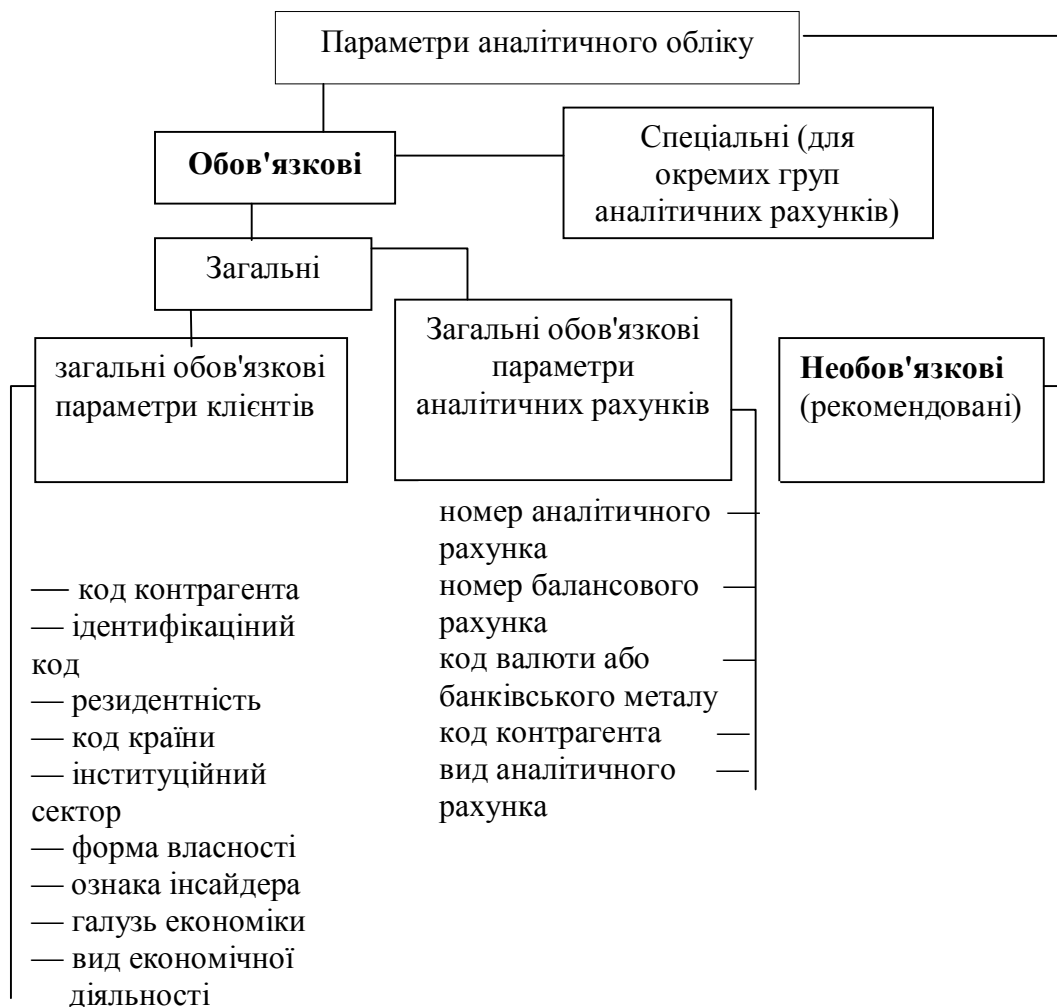 Параметри аналітичного обліку
Обов'язкові
Спеціальні (для
окремих груп
аналітичних рахунків)
Загальні
загальні обов'язкові
параметри клієнтів
Загальні обов'язкові
параметри
аналітичних рахунків
Необов'язкові
(рекомендовані)
— код контрагента
— ідентифікаціний
код
— резидентність
— код країни
— інституційний
сектор
— форма власності
— ознака інсайдера
— галузь економіки
— вид економічної
діяльності
номер аналітичного
рахунка
номер балансового
рахунка
код валюти або
банківського металу
код контрагента
вид аналітичного
рахунка